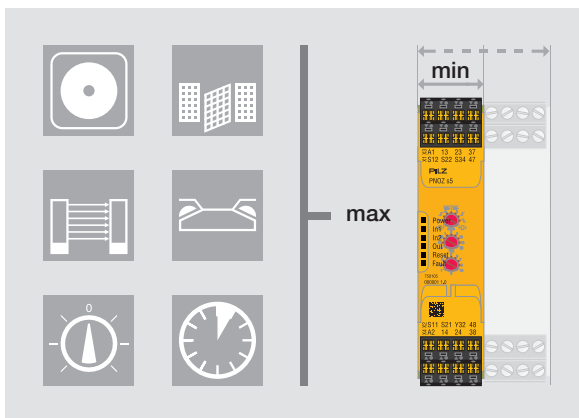 min
A1 13 23 37
S12 S22 S34 47
PILZ
PNOZ s5
max
Power
In1
In2
Out
Reset
Fault
0
S11 S21 Y32 48
A2 14 24 38